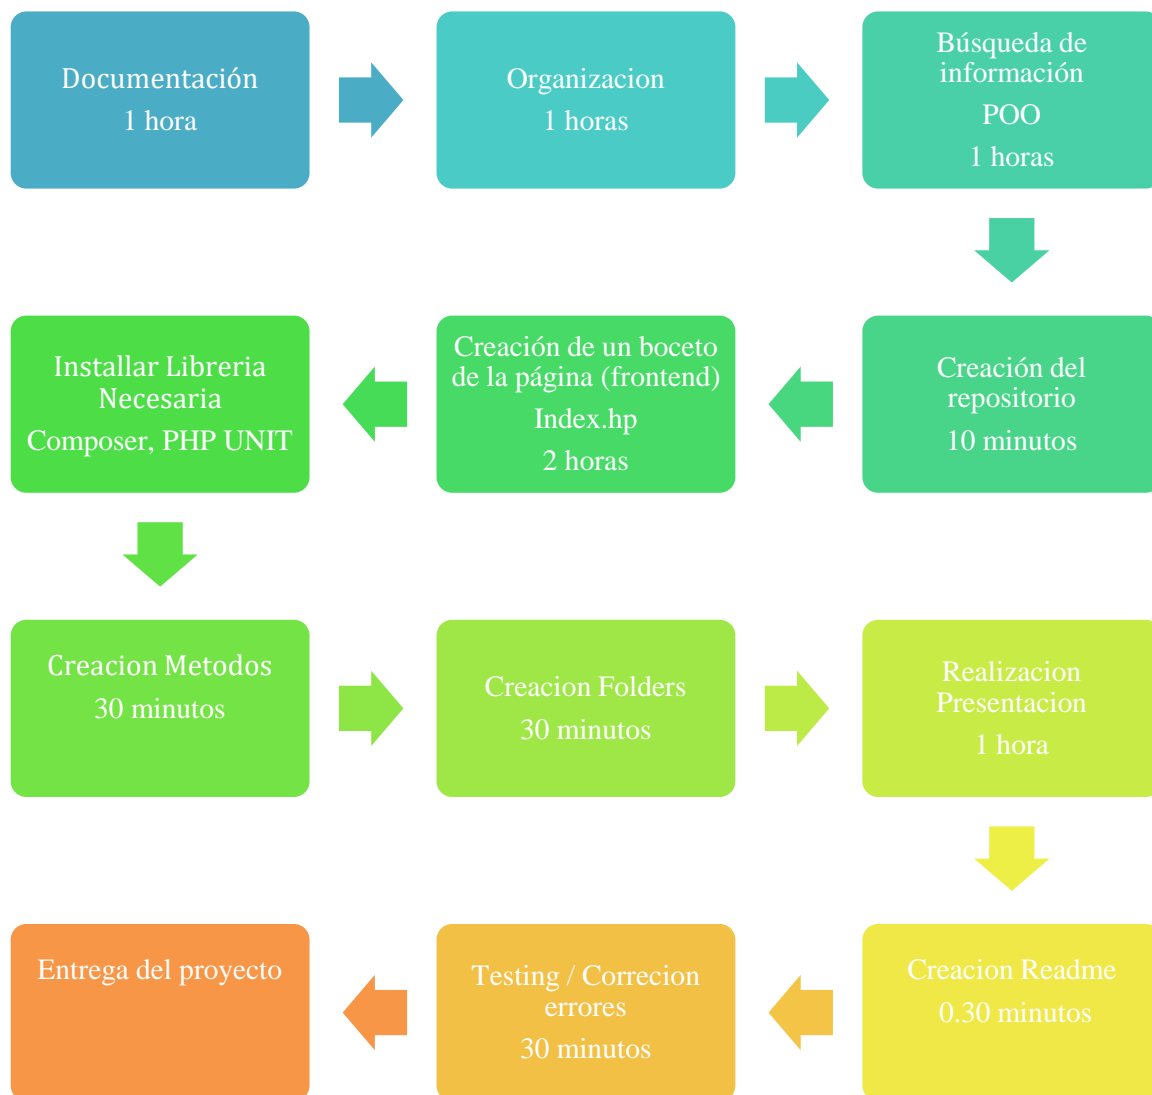 Documentación
1 hora
Organizacion
1 horas
Búsqueda de
información
POO
1 horas
Creación del
repositorio
10 minutos
Creación de un boceto
de la página (frontend)
Index.hp
2 horas
Installar Libreria
Necesaria
Composer, PHP UNIT
Creacion Metodos
30 minutos
Creacion Folders
30 minutos
Realizacion
Presentacion
1 hora
Creacion Readme
0.30 minutos
Testing / Correcion
errores
30 minutos
Entrega del proyecto